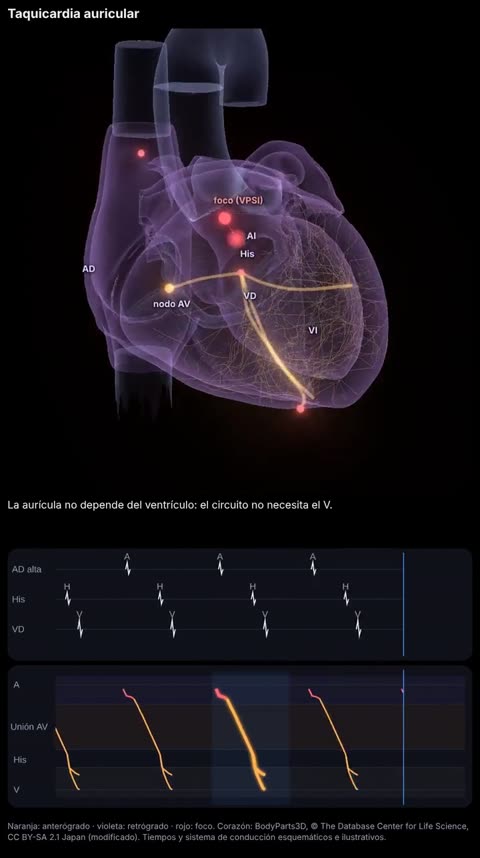 Taquicardia auricular
foco (VPSI)
AI
His
AD
nodo AV
VD
VI
La aurícula no depende del ventrículo: el circuito no necesita el V.
A A A
AD alta
H H H H
His
V V V V
VD
A
Unión AV
His
V
Naranja: anterógrado · violeta: retrógrado · rojo: foco. Corazón: BodyParts3D, © The Database Center for Life Science,
CC BY-SA 2.1 Japan (modificado). Tiempos y sistema de conducción esquemáticos e ilustrativos.